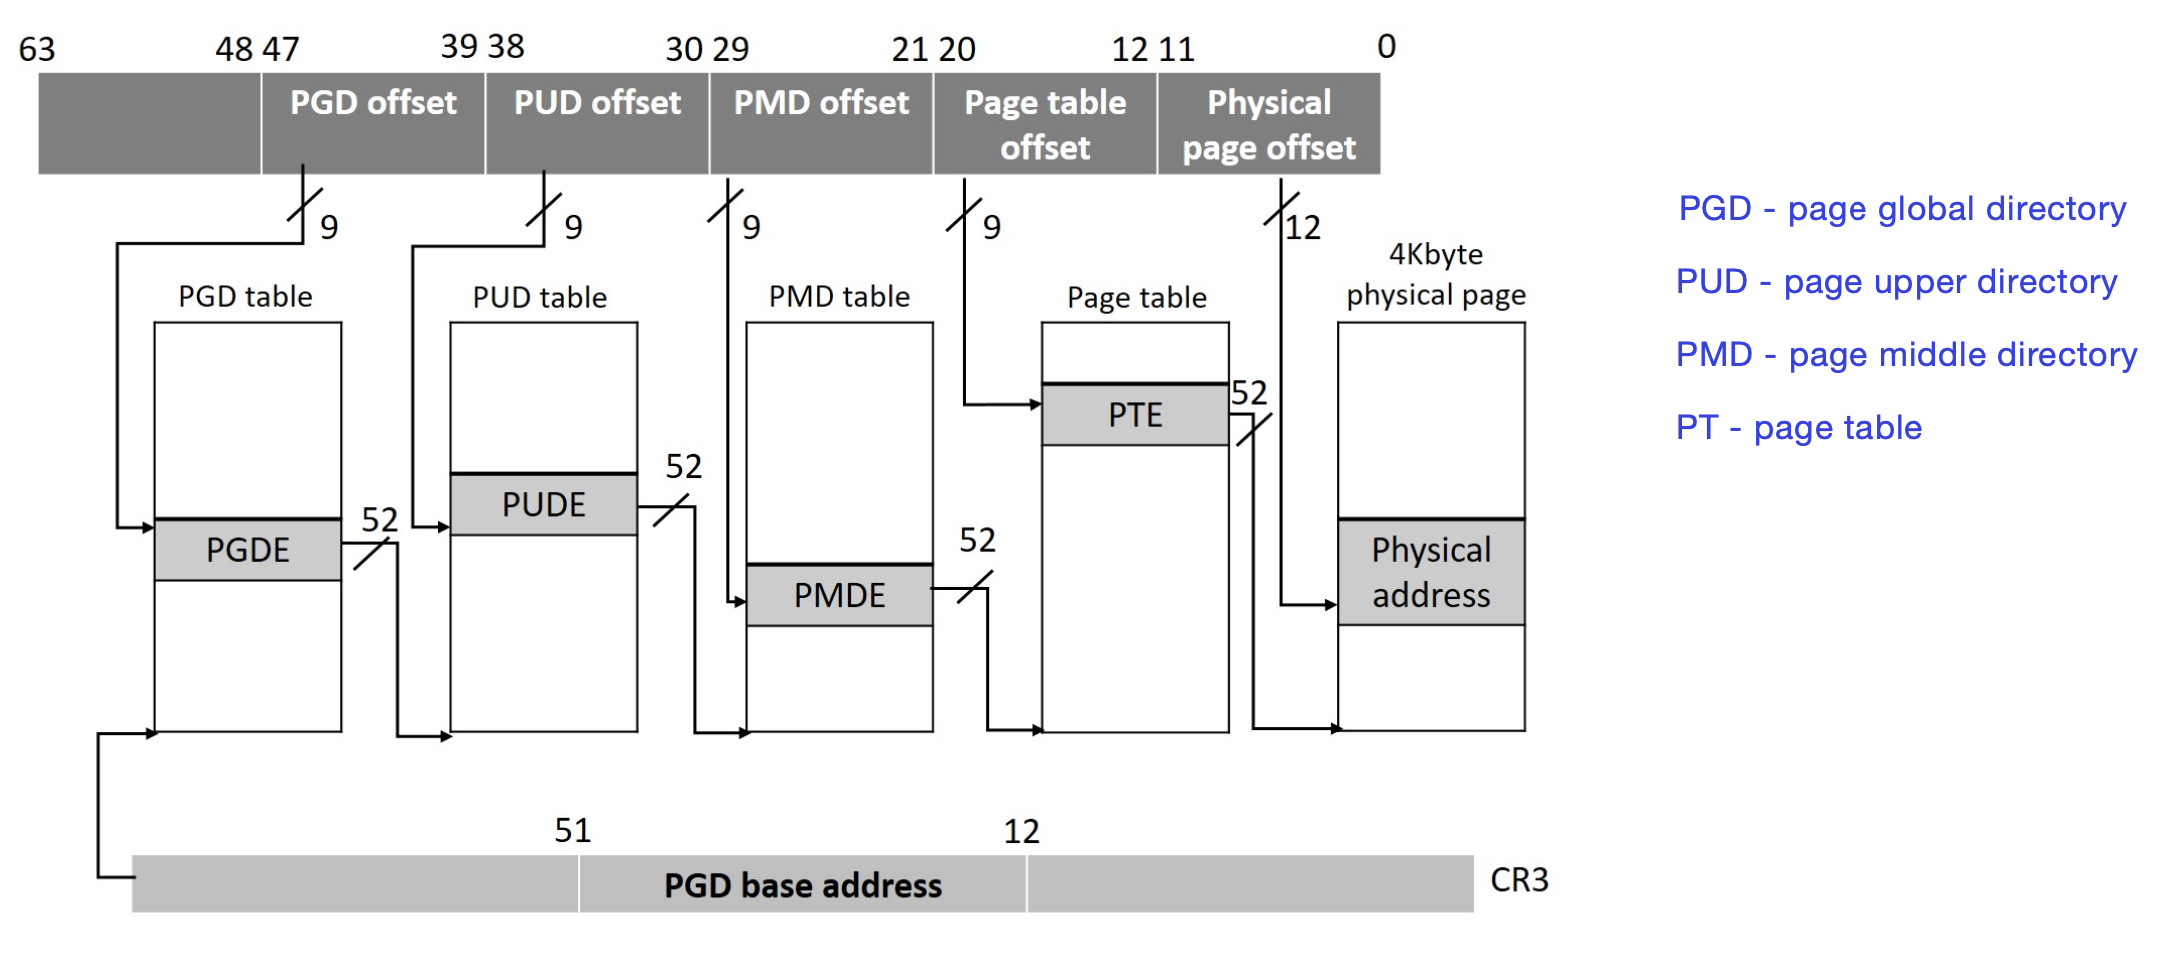 63 48 47 39 38 30 29 21 20 12 11 0
PGD offset PUD offset PMD offset Page table Physical
offset page offset
9 9 9 9 12
PGD - page global directory
4Kbyte
PUD - page upper directory
PGD table PUD table PMD table Page table physical page
PMD - page middle directory
52
PTE
PT - page table
52
PUDE
52
PGDE
52
Physical
PMDE address
51 12
PGD base address CR3